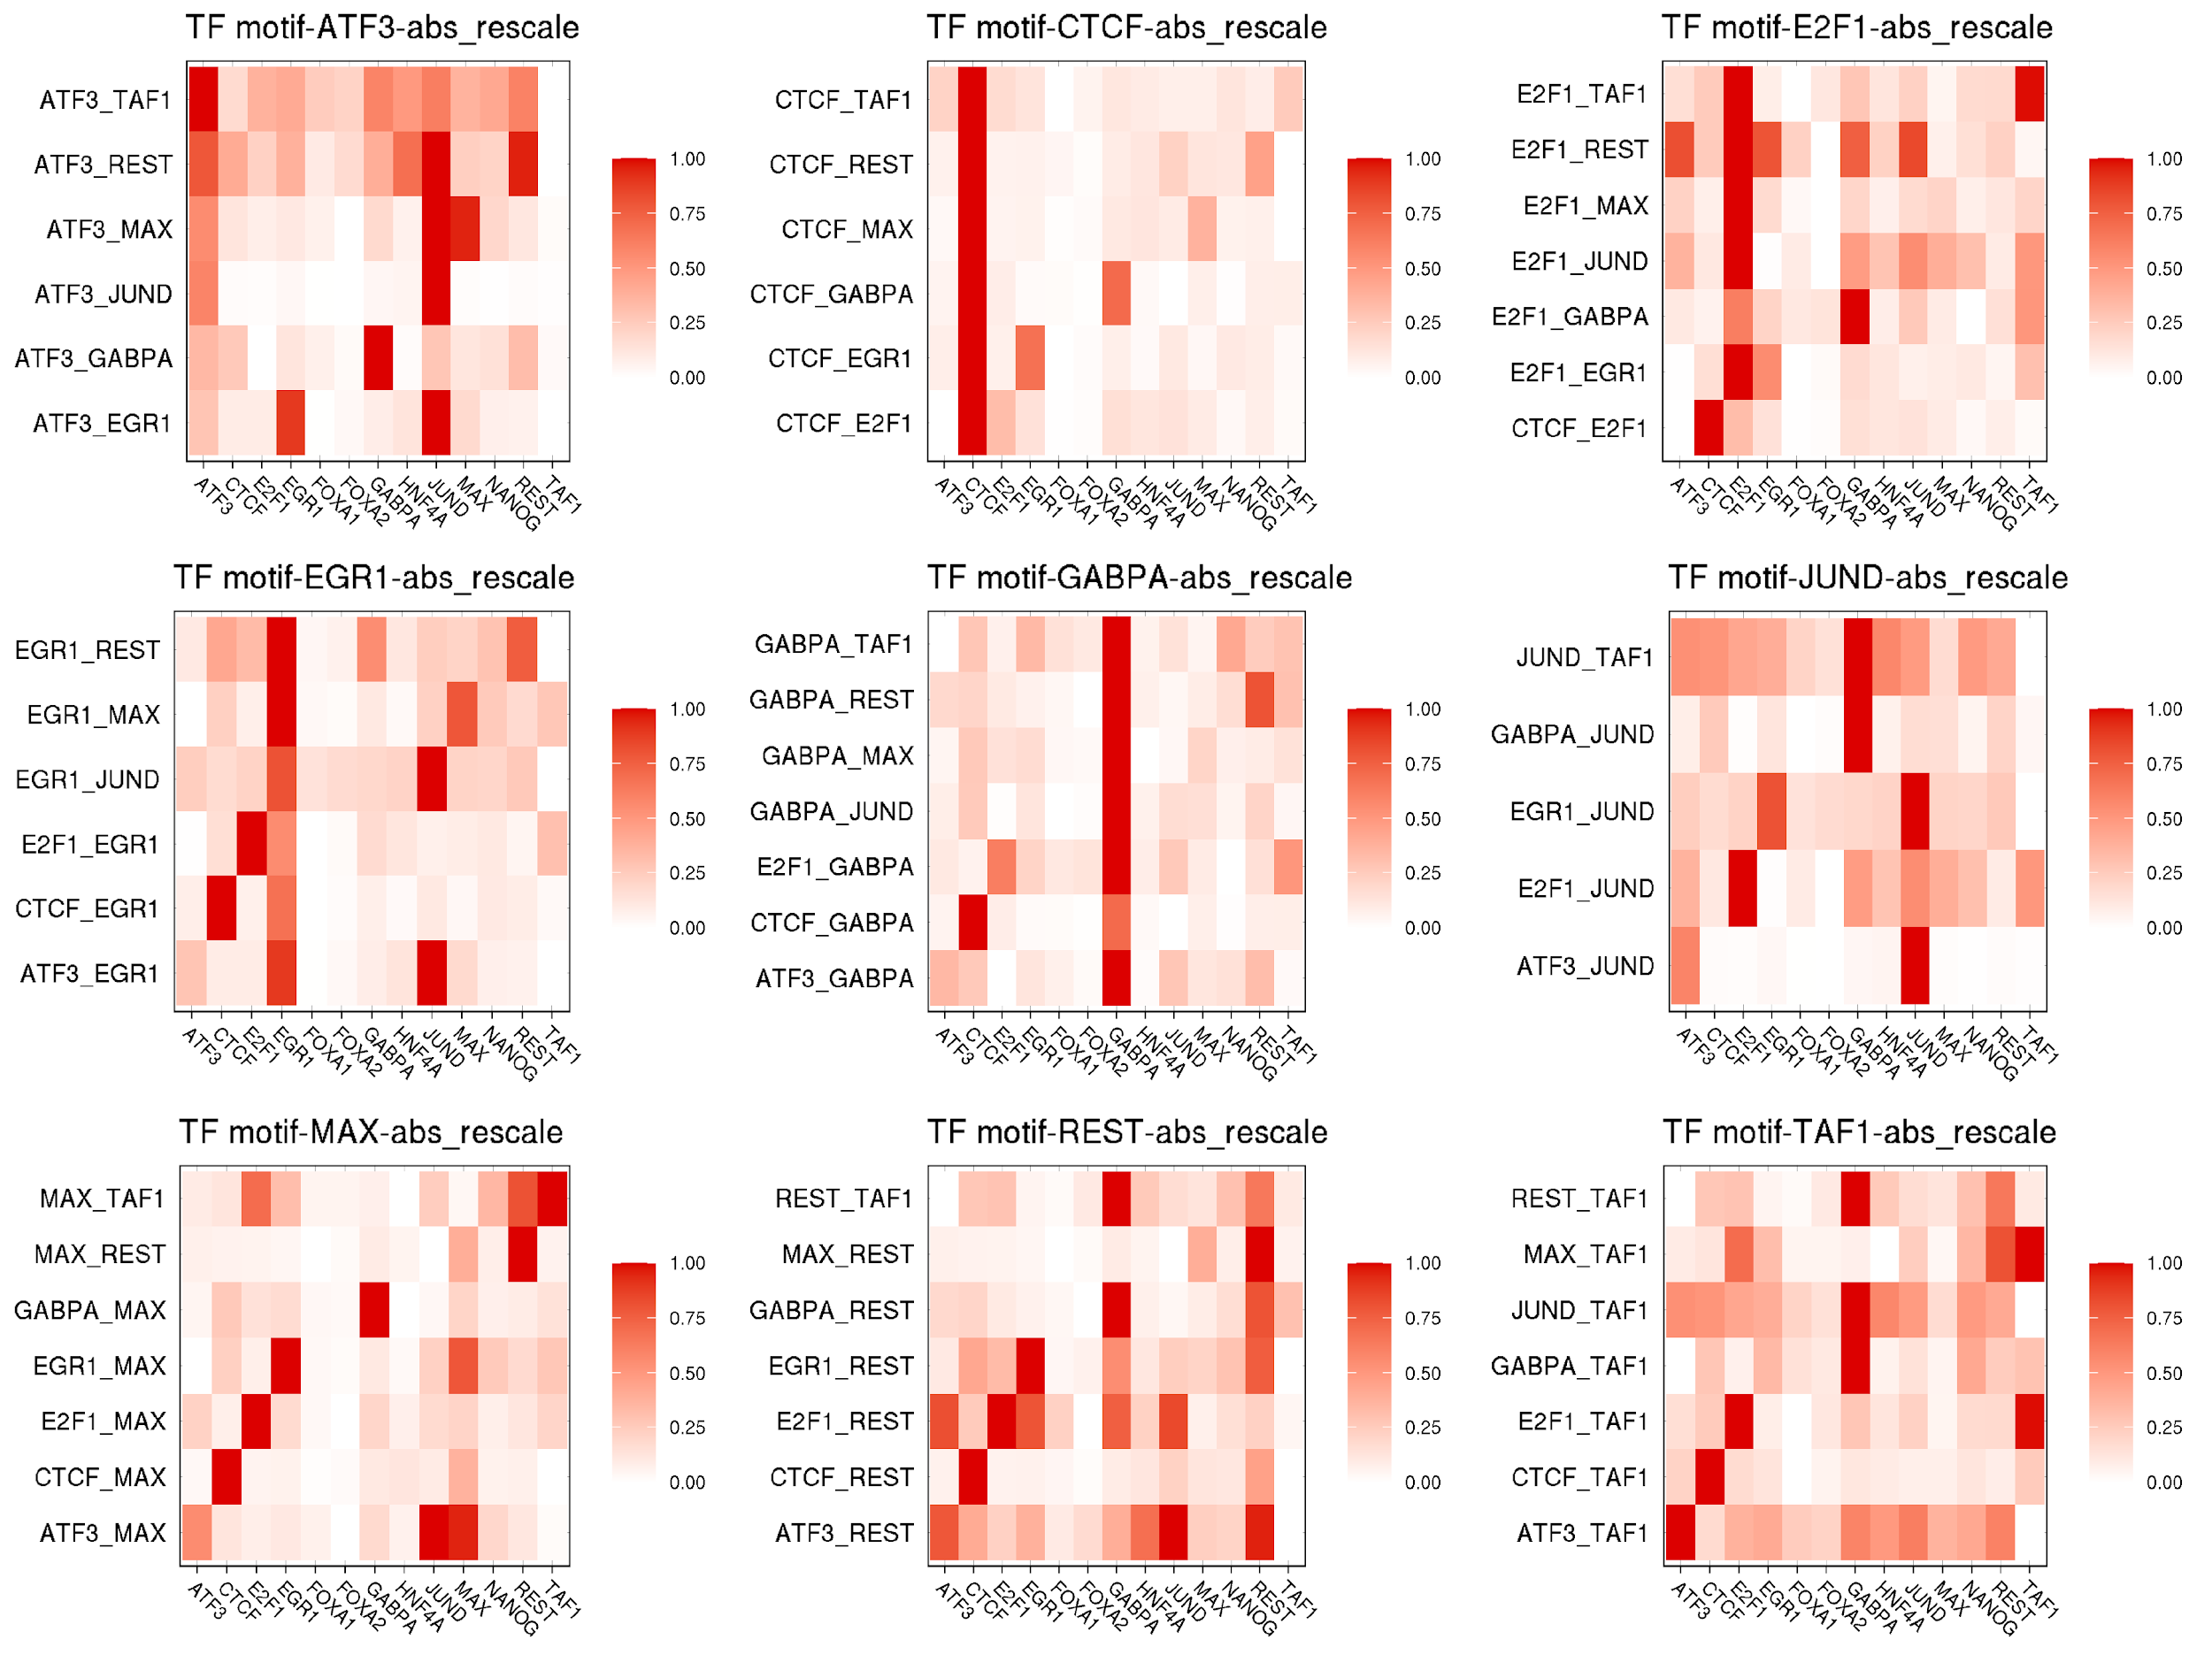 TF motif-ATF3-abs_rescale
ATF3_TAF1
ATF3_REST
ATF3_MAX
ATF3_JUND
ATF3_GABPA
ATF3_EGR1
1.00
0.75
0.50
0.25
0.00
ATF3 CTCF E2F1 EGR1 FOXA1 FOXA2 GABPA HNF4A JUND MAX NANOG REST TAF1
TF motif-CTCF-abs_rescale
CTCF_TAF1
CTCF_REST
CTCF_MAX
CTCF_GABPA
CTCF_EGR1
CTCF_E2F1
1.00
0.75
0.50
0.25
0.00
ATF3 CTCF E2F1 EGR1 FOXA1 FOXA2 GABPA HNF4A JUND MAX NANOG REST TAF1
TF motif-E2F1-abs_rescale
E2F1_TAF1
E2F1_REST
E2F1_MAX
E2F1_JUND
E2F1_GABPA
E2F1_EGR1
CTCF_E2F1
1.00
0.75
0.50
0.25
0.00
ATF3 CTCF E2F1 EGR1 FOXA1 FOXA2 GABPA HNF4A JUND MAX NANOG REST TAF1
TF motif-EGR1-abs_rescale
EGR1_REST
EGR1_MAX
EGR1_JUND
E2F1_EGR1
CTCF_EGR1
ATF3_EGR1
1.00
0.75
0.50
0.25
0.00
ATF3 CTCF E2F1 EGR1 FOXA1 FOXA2 GABPA HNF4A JUND MAX NANOG REST TAF1
TF motif-GABPA-abs_rescale
GABPA_TAF1
GABPA_REST
GABPA_MAX
GABPA_JUND
E2F1_GABPA
CTCF_GABPA
ATF3_GABPA
1.00
0.75
0.50
0.25
0.00
ATF3 CTCF E2F1 EGR1 FOXA1 FOXA2 GABPA HNF4A JUND MAX NANOG REST TAF1
TF motif-JUND-abs_rescale
JUND_TAF1
GABPA_JUND
EGR1_JUND
E2F1_JUND
ATF3_JUND
1.00
0.75
0.50
0.25
0.00
ATF3 CTCF E2F1 EGR1 FOXA1 FOXA2 GABPA HNF4A JUND MAX NANOG REST TAF1
TF motif-MAX-abs_rescale
MAX_TAF1
MAX_REST
GABPA_MAX
EGR1_MAX
E2F1_MAX
CTCF_MAX
ATF3_MAX
1.00
0.75
0.50
0.25
0.00
ATF3 CTCF E2F1 EGR1 FOXA1 FOXA2 GABPA HNF4A JUND MAX NANOG REST TAF1
TF motif-REST-abs_rescale
REST_TAF1
MAX_REST
GABPA_REST
EGR1_REST
E2F1_REST
CTCF_REST
ATF3_REST
1.00
0.75
0.50
0.25
0.00
ATF3 CTCF E2F1 EGR1 FOXA1 FOXA2 GABPA HNF4A JUND MAX NANOG REST TAF1
TF motif-TAF1-abs_rescale
REST_TAF1
MAX_TAF1
JUND_TAF1
GABPA_TAF1
E2F1_TAF1
CTCF_TAF1
ATF3_TAF1
1.00
0.75
0.50
0.25
0.00
ATF3 CTCF E2F1 EGR1 FOXA1 FOXA2 GABPA HNF4A JUND MAX NANOG REST TAF1